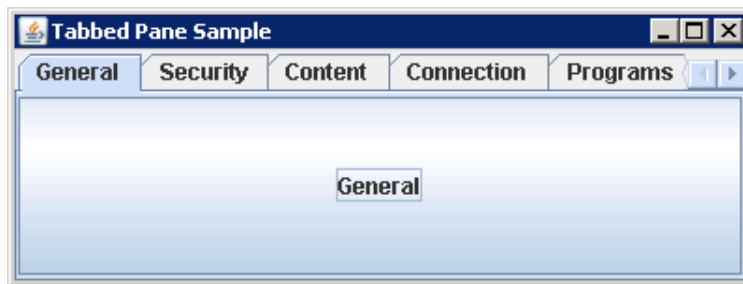 Tabbed Pane Sample
General Security Content Connection Programs
General